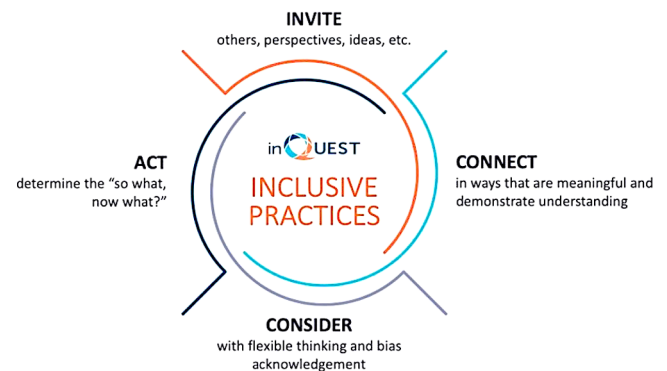 INVITE
others, perspectives, ideas, etc.
ACT
determine the “so what,
now what?”
inQUEST
INCLUSIVE
PRACTICES
CONNECT
in ways that are meaningful and
demonstrate understanding
CONSIDER
with flexible thinking and bias
acknowledgement